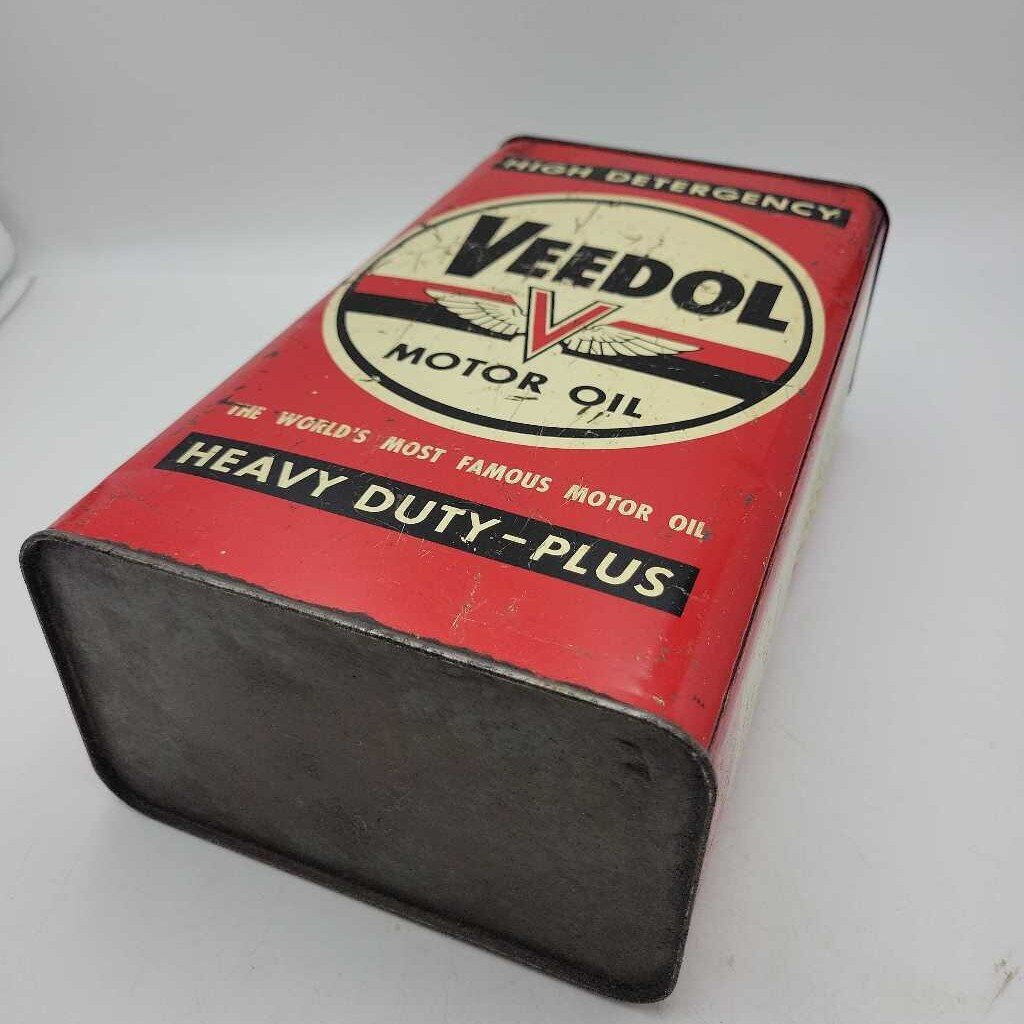 HIGH DETERGENCY
VEEDOL
V
MOTOR OIL
THE WORLD'S MOST FAMOUS MOTOR OIL
HEAVY DUTY-PLUS